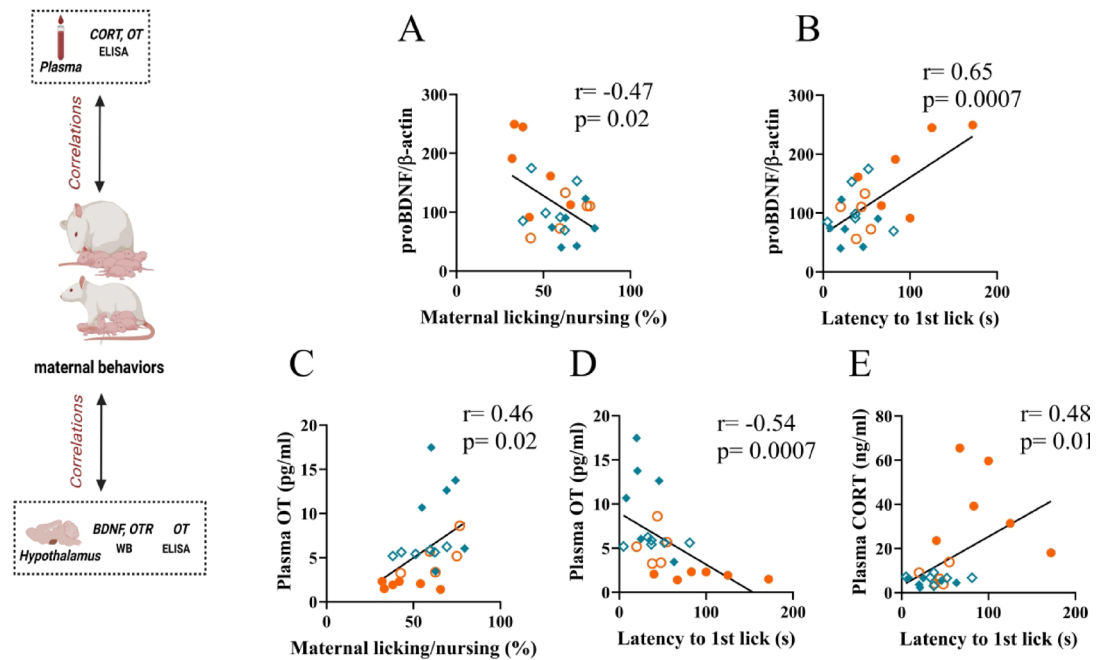 CORT, OT
ELISA
Plasma
Correlations
maternal behaviors
Correlations
BDNF, OTR OT
Hypothalamus WB ELISA
A
r= -0.47
p= 0.02
proBDNF/β-actin
300
200
100
0
0 50 100
Maternal licking/nursing (%)
B
r= 0.65
p= 0.0007
proBDNF/β-actin
300
200
100
0
0 100 200
Latency to 1st lick (s)
C
r= 0.46
p= 0.02
Plasma OT (pg/ml)
20
15
10
5
0
0 50 100
Maternal licking/nursing (%)
D
r= -0.54
p= 0.0007
Plasma OT (pg/ml)
20
15
10
5
0
0 100 200
Latency to 1st lick (s)
E
r= 0.48
p= 0.01
Plasma CORT (ng/ml)
80
60
40
20
0
0 100 200
Latency to 1st lick (s)